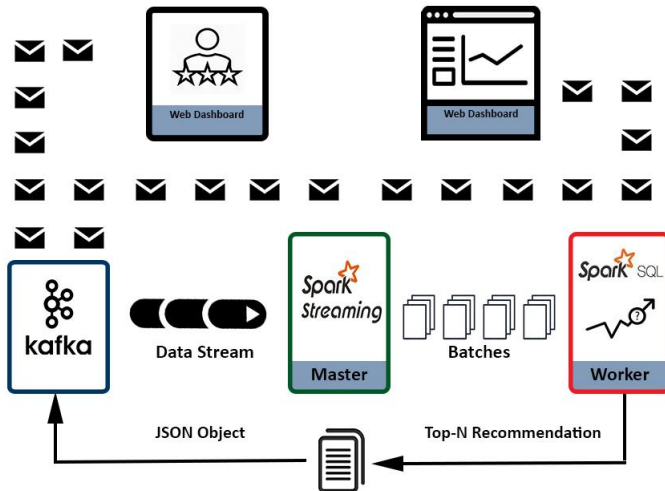 Web Dashboard
Web Dashboard
kafka
Spark
Streaming
Master
Spark SQL
?
Worker
Data Stream
Batches
JSON Object
Top-N Recommendation